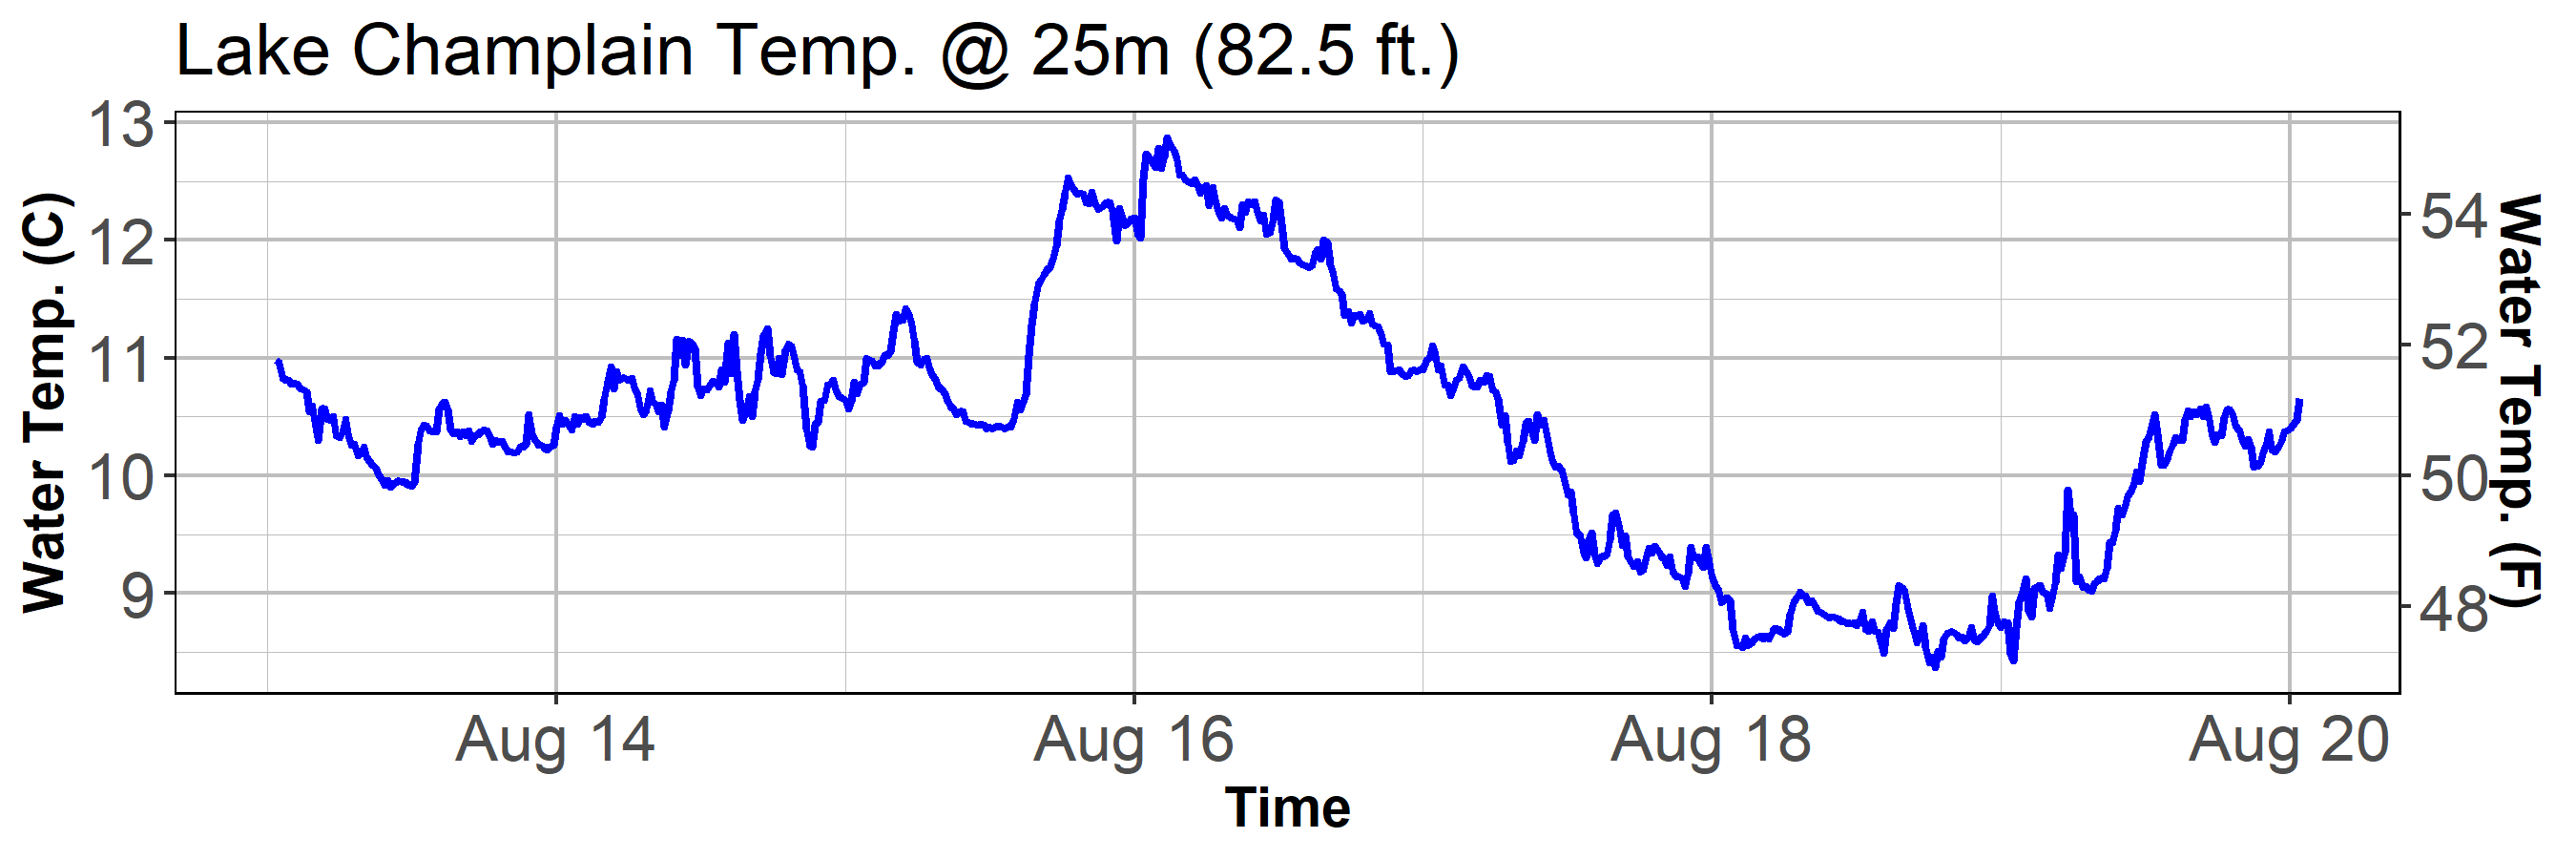 Lake Champlain Temp. @ 25m (82.5 ft.)
Water Temp. (C)
13
12
11
10
9
54
52
50
48
Water Temp. (F)
Aug 14 Aug 16 Aug 18 Aug 20
Time